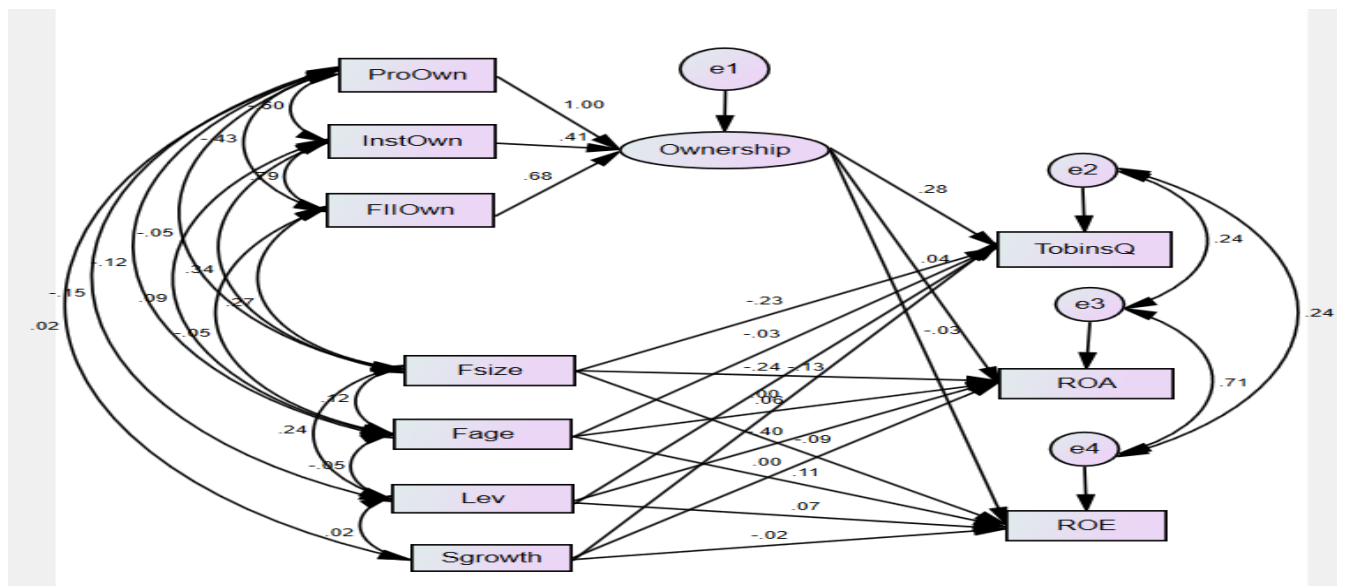 e1
ProOwn
-.60
1.00
InstOwn
.41
Ownership
-.43
.79
.68
e2
FIIOwn
.28
-.05
.24
TobinsQ
.04
-.12
.34
-.15
.09
.27
-.23
e3
.24
.02
-.05
-.03
-.03
Fsize
-.24
-.13
ROA
.71
.12
.00
.06
.24
Fage
.40
-.09
e4
-.05
.00
.11
Lev
.07
ROE
.02
-.02
Sgrowth